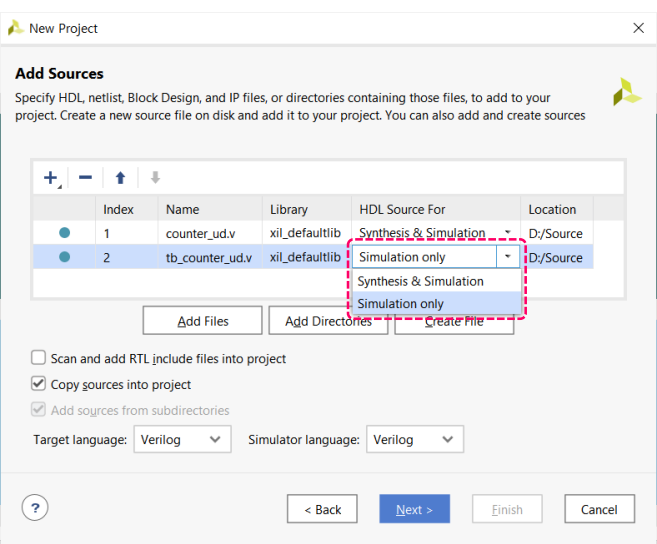 New Project
Add Sources
Specify HDL, netlist, Block Design, and IP files, or directories containing those files, to add to your
project. Create a new source file on disk and add it to your project. You can also add and create sources
Index Name Library HDL Source For Location
1 counter_ud.v xil_defaultlib Synthesis & Simulation D:/Source
2 tb_counter_ud.v xil_defaultlib Simulation only D:/Source
Synthesis & Simulation
Simulation only
Add Files Add Directories Create File
Scan and add RTL include files into project
Copy sources into project
Add sources from subdirectories
Target language: Verilog Simulator language: Verilog
? < Back Next > Finish Cancel